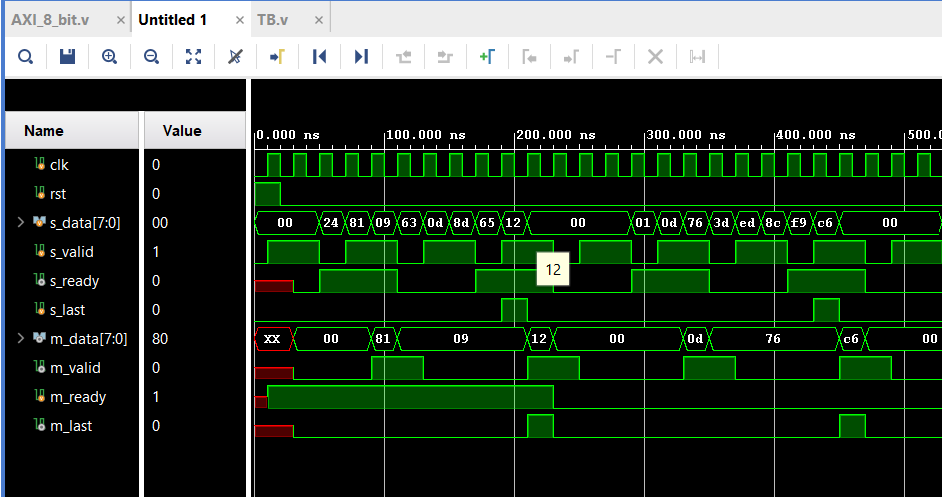 AXI_8_bit.v × Untitled 1 × TB.v ×
Name Value
0.000 ns 100.000 ns 200.000 ns 300.000 ns 400.000 ns 500.0
clk 0
rst 0
s_data[7:0] 00 00 24 81 09 63 0d 8d 65 12 00 01 0d 76 3d ed 8c f9 c6 00
s_valid 1
s_ready 0
12
s_last 0
m_data[7:0] 80 XX 00 81 09 12 00 0d 76 c6 00
m_valid 0
m_ready 1
m_last 0